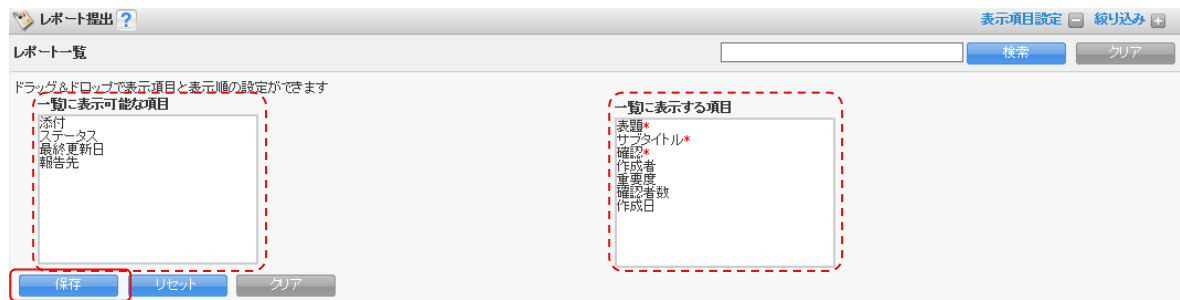 レポート提出 ? 表示項目設定 絞り込み
レポート一覧 検索 クリア
ドラッグ&ドロップで表示項目と表示順の設定ができます
一覧に表示可能な項目
添付
ステータス
最終更新日
報告先
一覧に表示する項目
表題*
サブタイトル*
確認*
作成者
重要度
確認者数
作成日
保存 リセット クリア